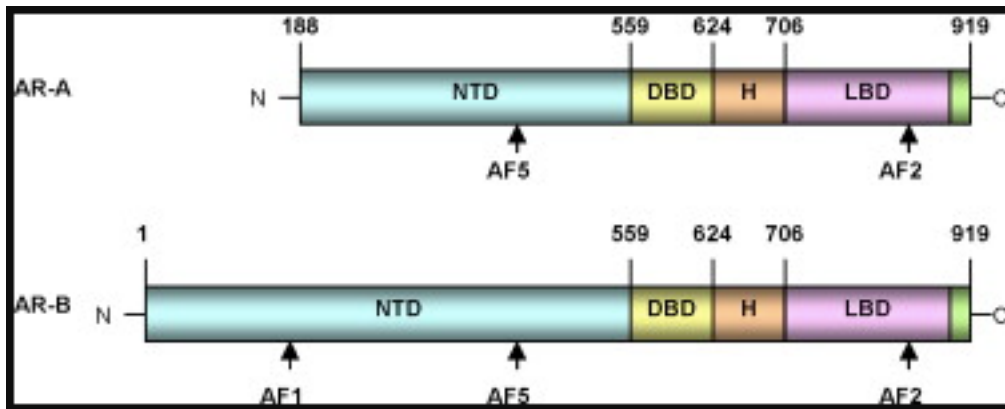 188 559 624 706 919
AR-A N NTD DBD H LBD C
AF5 AF2
1 559 624 706 919
AR-B N NTD DBD H LBD C
AF1 AF5 AF2